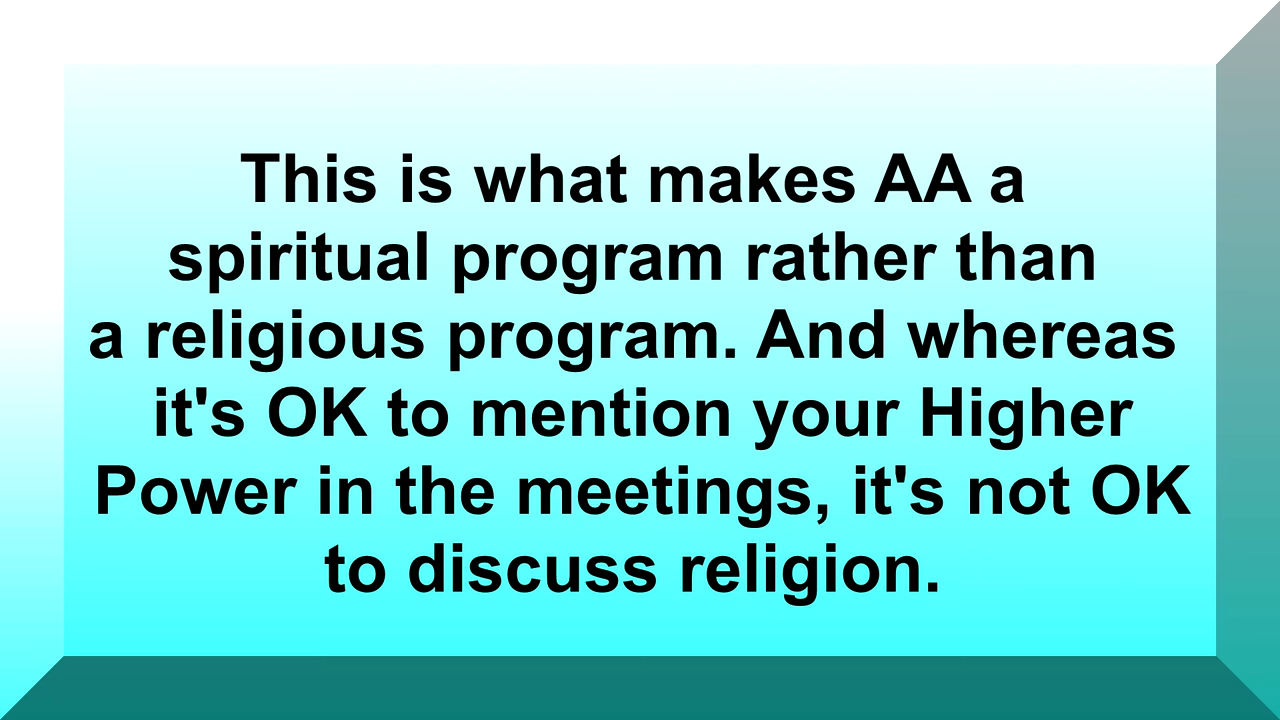 This is what makes AA a
spiritual program rather than
a religious program. And whereas
it's OK to mention your Higher
Power in the meetings, it's not OK
to discuss religion.